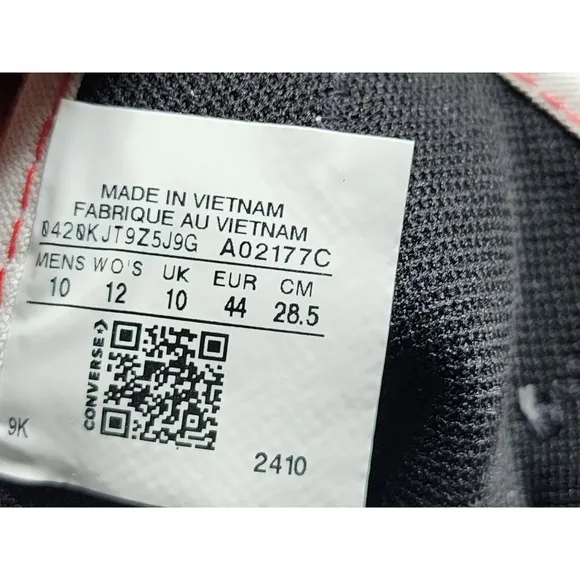 MADE IN VIETNAM
FABRIQUE AU VIETNAM
0420KJT9Z5J9G A02177C
MENS WO'S UK EUR CM
10 12 10 44 28.5
CONVERSE
9K
2410